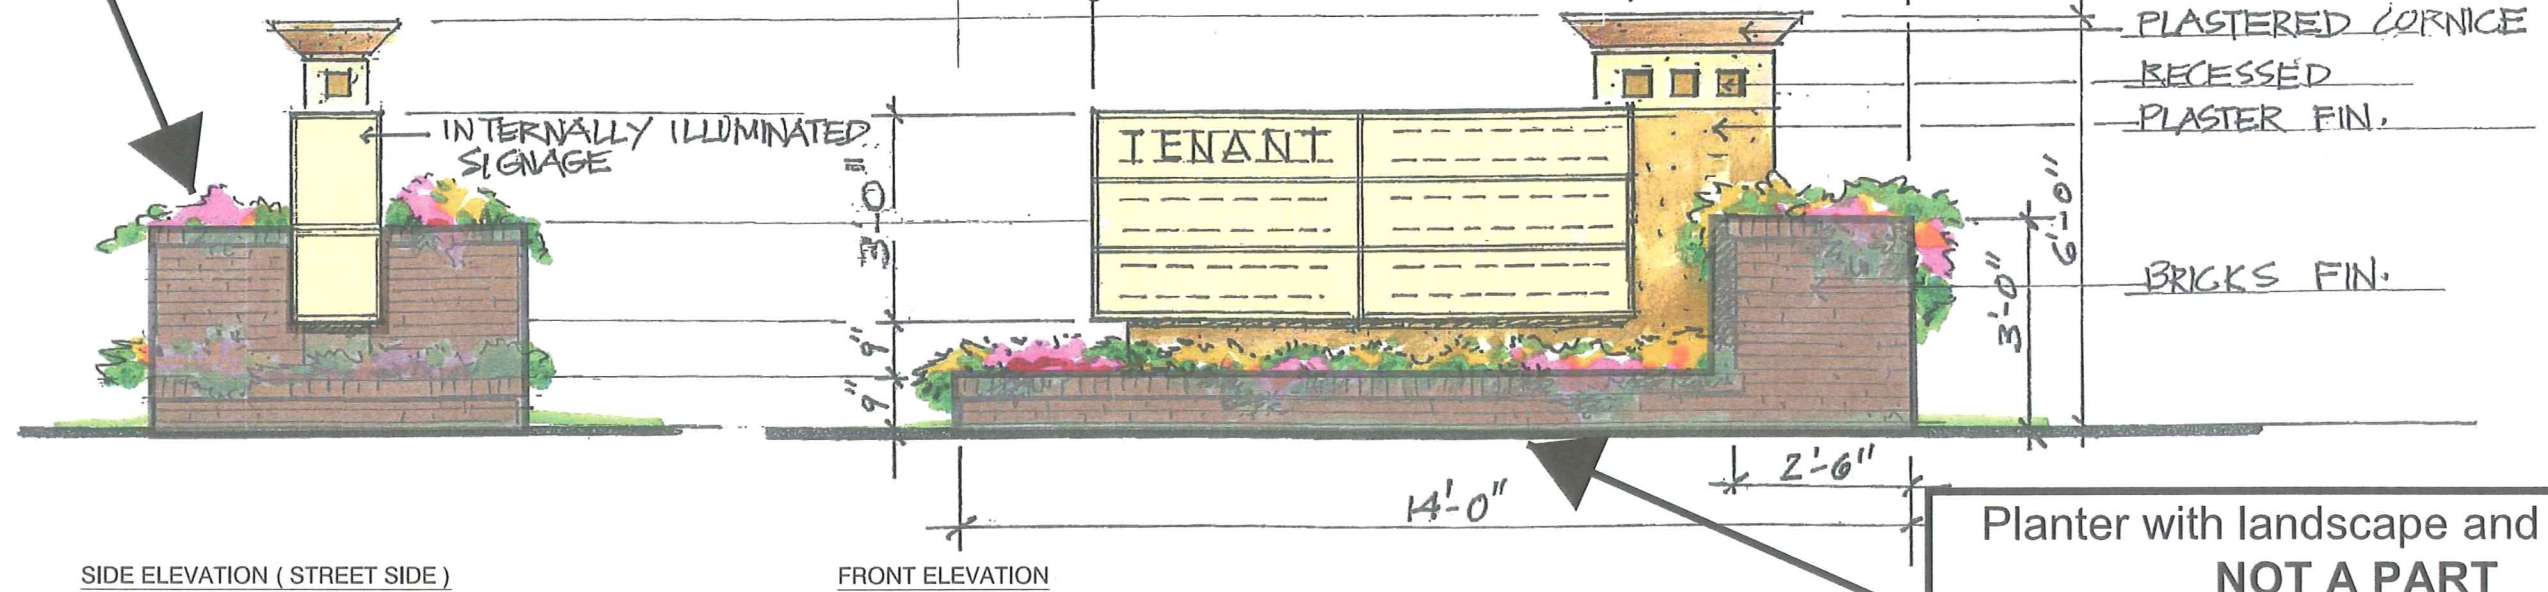 PLASTERED CORNICE
RECESSED
PLASTER FIN.
INTERNALLY ILLUMINATED
SIGNAGE
TENANT
3'-0"
9"
9"
6'-0"
3'-0"
BRICKS FIN.
2'-6"
14'-0"
Planter with landscape and
NOT A PART
SIDE ELEVATION ( STREET SIDE )
FRONT ELEVATION